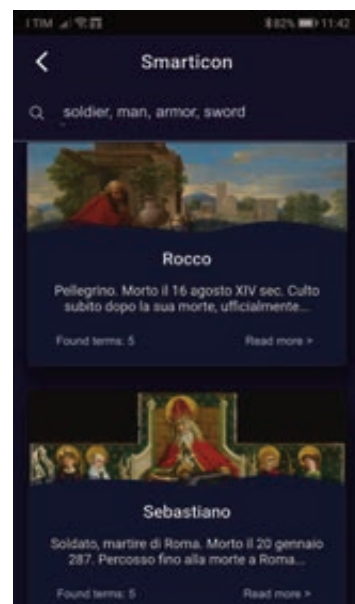 I TIM 82% 11:42
Smarticon
soldier, man, armor, sword
Rocco
Pellegrino. Morto il 16 agosto XIV sec. Culto
subito dopo la sua morte, ufficialmente...
Found terms: 5 Read more >
Sebastiano
Soldato, martire di Roma. Morto il 20 gennaio
287. Percosso fino alla morte a Roma...
Found terms: 5 Read more >